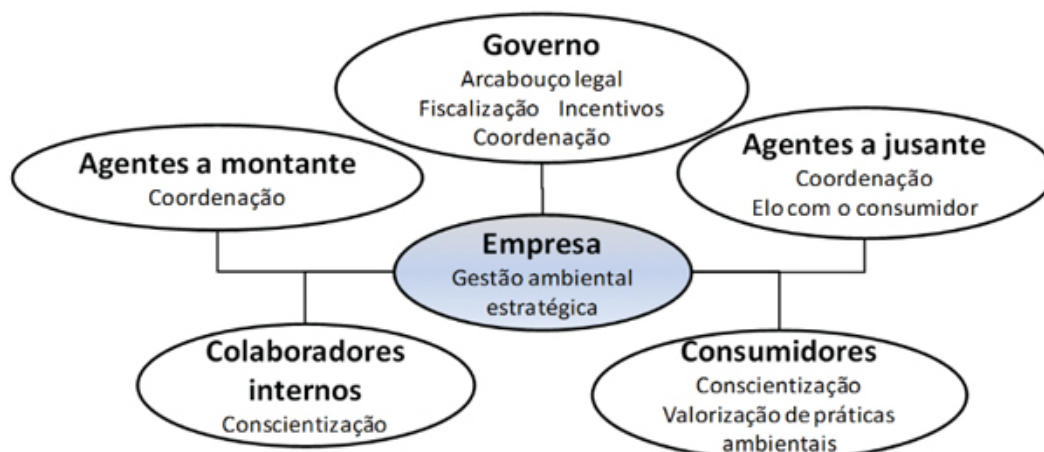 Governo
Arcabouço legal
Fiscalização Incentivos
Coordenação
Agentes a montante
Coordenação
Agentes a jusante
Coordenação
Elo com o consumidor
Empresa
Gestão ambiental
estratégica
Colaboradores
internos
Conscientização
Consumidores
Conscientização
Valorização de práticas
ambientais